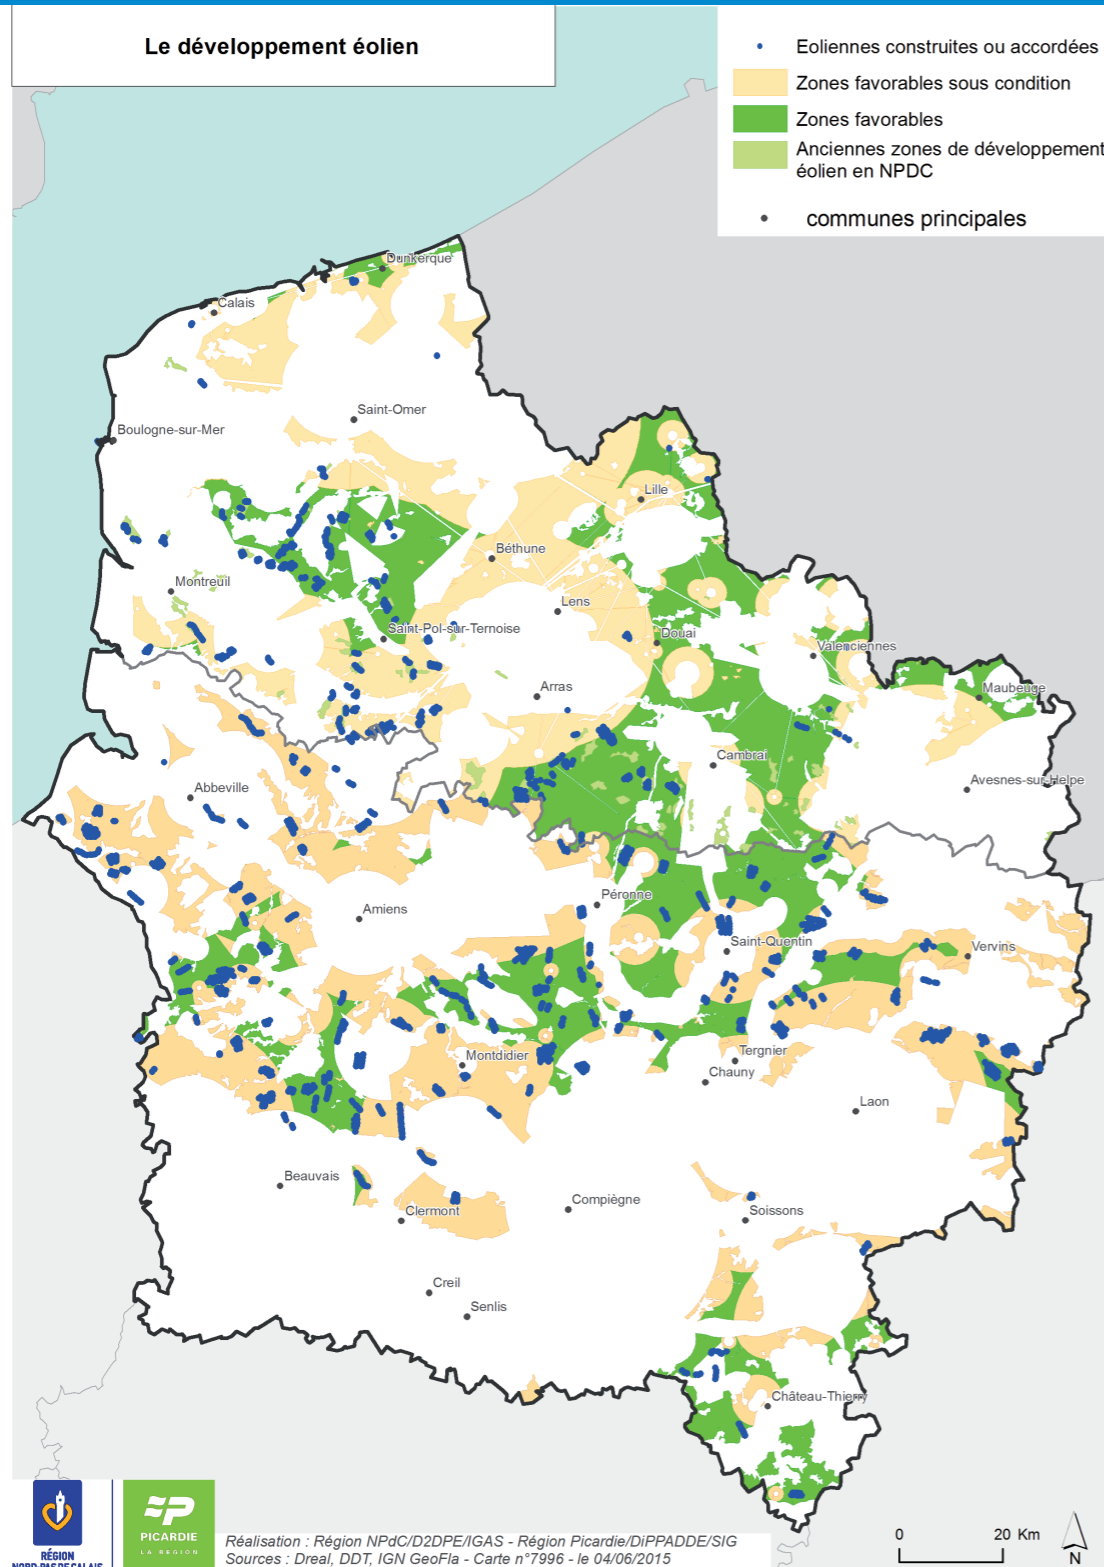 Le développement éolien
Eoliennes construites ou accordées
Zones favorables sous condition
Zones favorables
Anciennes zones de développement
éolien en NPDC
communes principales
Dunkerque
Calais
Saint-Omer
Boulogne-sur-Mer
Lille
Béthune
Montreuil
Lens
Saint-Pol-sur-Ternoise
Douai
Valenciennes
Arras
Maubeuge
Cambrai
Avesnes-sur-Helpe
Abbeville
Péronne
Amiens
Saint-Quentin
Vervins
Montdidier
Tergnier
Chauny
Laon
Beauvais
Compiègne
Clermont
Soissons
Creil
Senlis
Château-Thierry
RÉGION
NORD-PAS DE CALAIS
PICARDIE
LA RÉGION
Réalisation : Région NPdC/D2DPE/IGAS - Région Picardie/DiPPADDE/SIG
Sources : Dreal, DDT, IGN GeoFla - Carte n°7996 - le 04/06/2015
0 20 Km
N